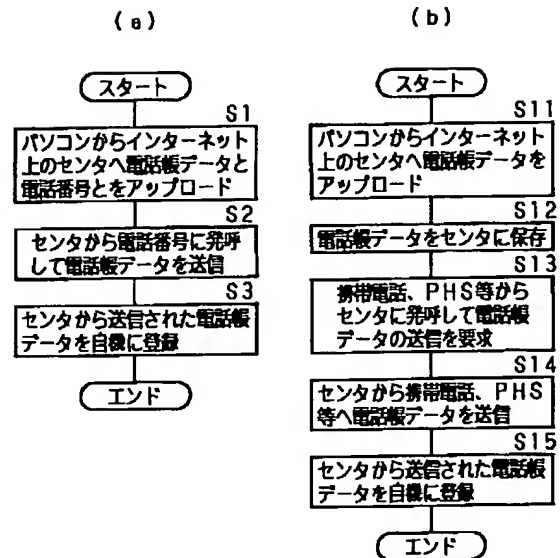 (a)
スタート
S1
パソコンからインターネット
上のセンタへ電話帳データと
電話番号とをアップロード
S2
センタから電話番号に発呼
して電話帳データを送信
S3
センタから送信された電話帳
データを自機に登録
エンド
(b)
スタート
S11
パソコンからインターネット
上のセンタへ電話帳データを
アップロード
S12
電話帳データをセンタに保存
S13
携帯電話、PHS等から
センタに発呼して電話帳
データの送信を要求
S14
センタから携帯電話、PHS
等へ電話帳データを送信
S15
センタから送信された電話帳
データを自機に登録
エンド